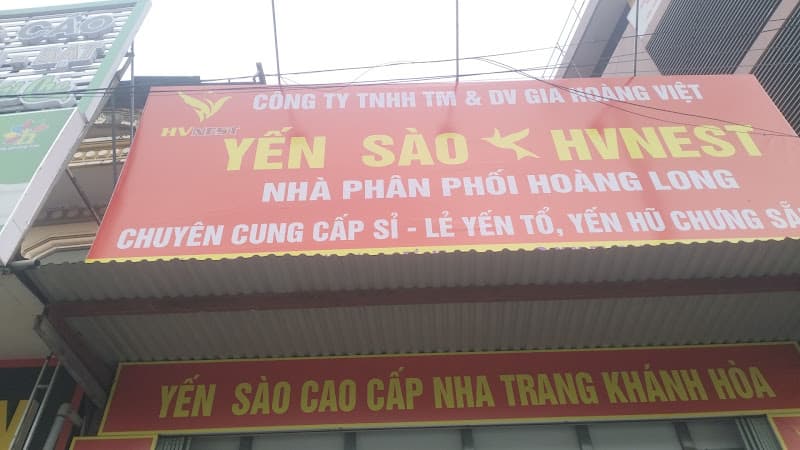 CÔNG TY TNHH TM & DV GIA HOÀNG VIỆT
HVNEST
YẾN SÀO HVNEST
NHÀ PHÂN PHỐI HOÀNG LONG
CHUYÊN CUNG CẤP SỈ - LẺ YẾN TỔ, YẾN HŨ CHƯNG SẴ
YẾN SÀO CAO CẤP NHA TRANG KHÁNH HÒA